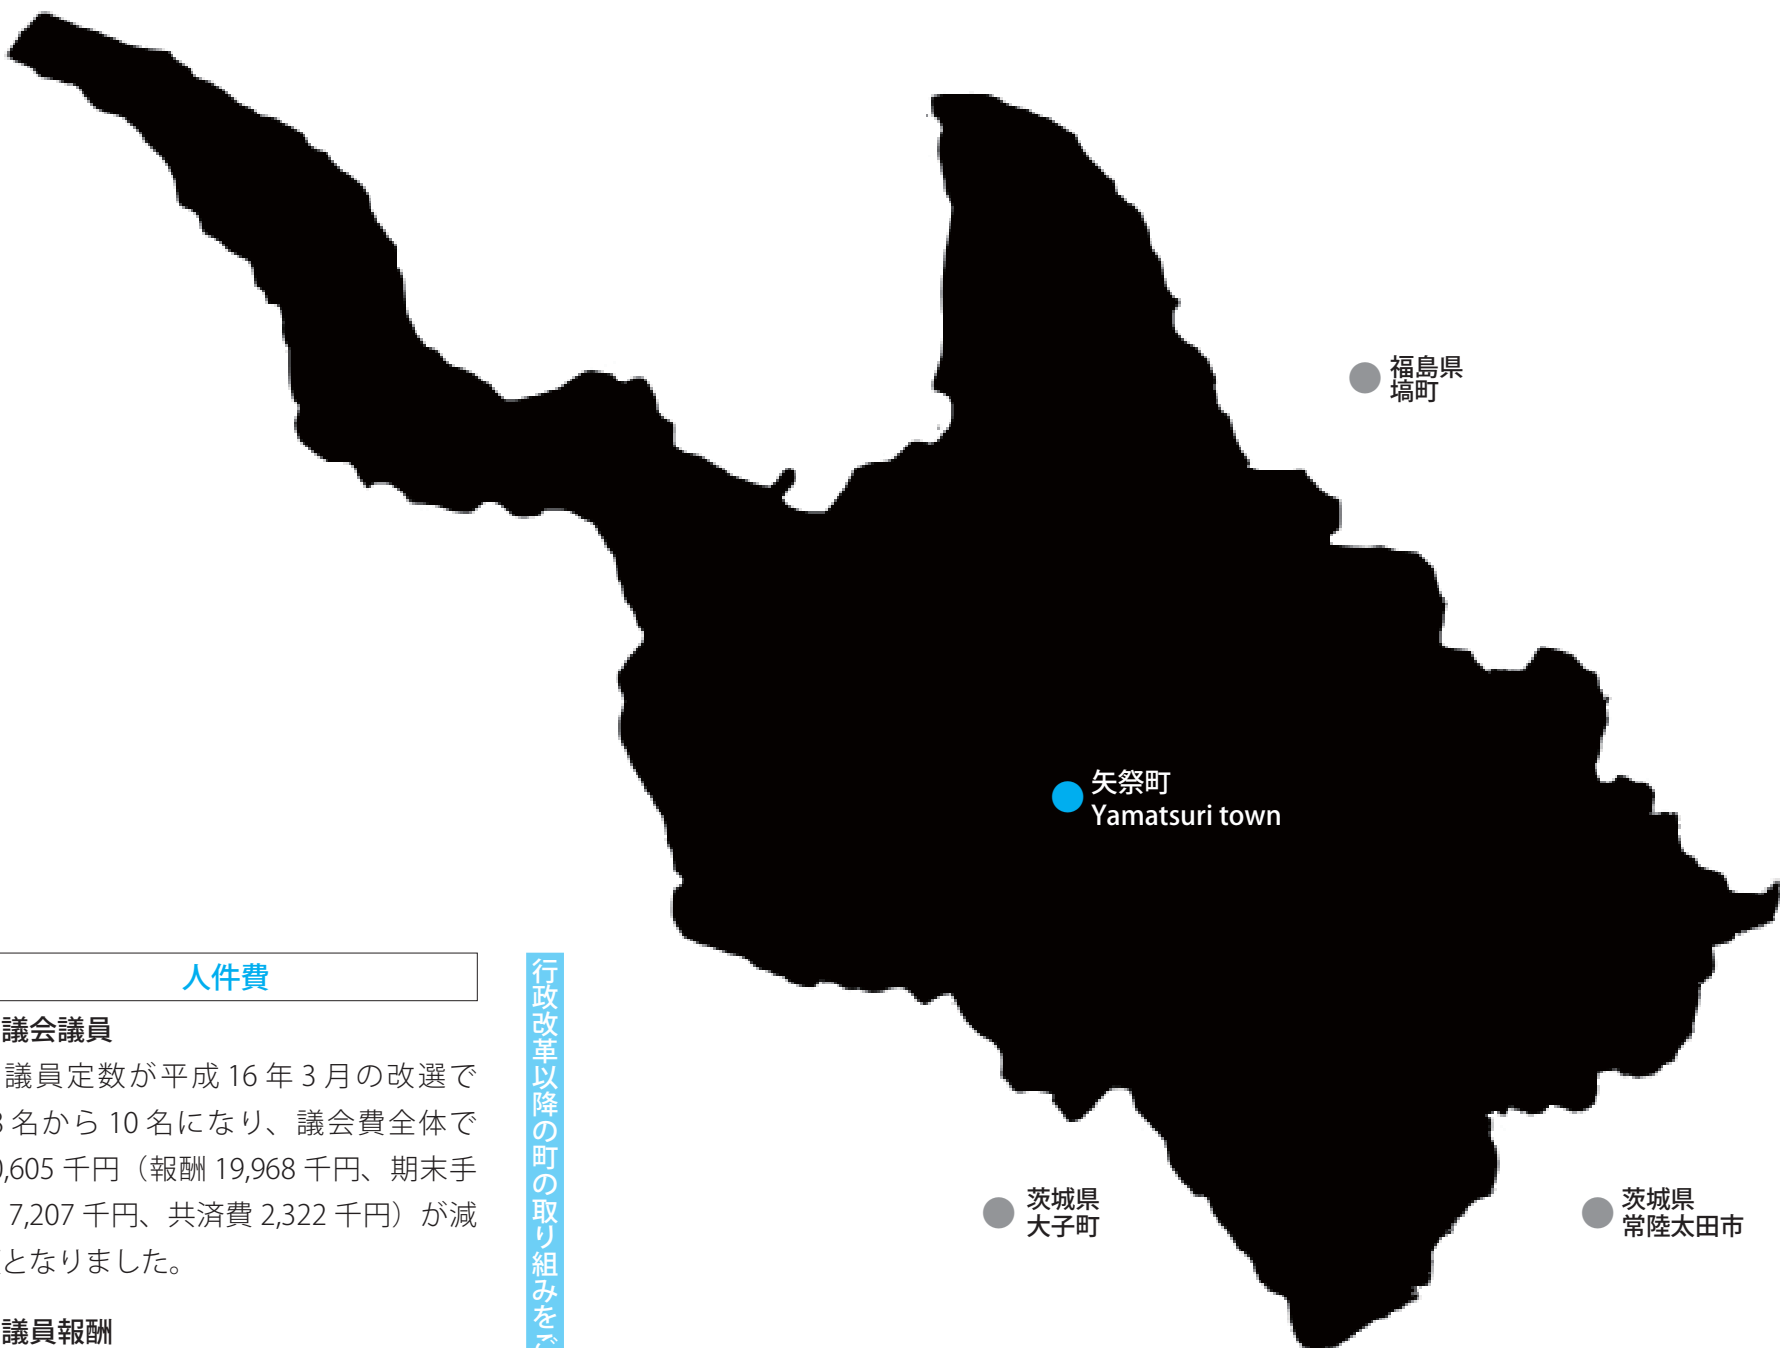 福島県
塙町
矢祭町
Yamatsuri town
茨城県
大子町
茨城県
常陸太田市
行政改革以降の町の取り組みをご
人件費
議会議員
議員定数が平成 16 年 3 月の改選で
名から 10 名になり、議会費全体で
,605 千円（報酬 19,968 千円、期末手
7,207 千円、共済費 2,322 千円）が減
となりました。
議員報酬